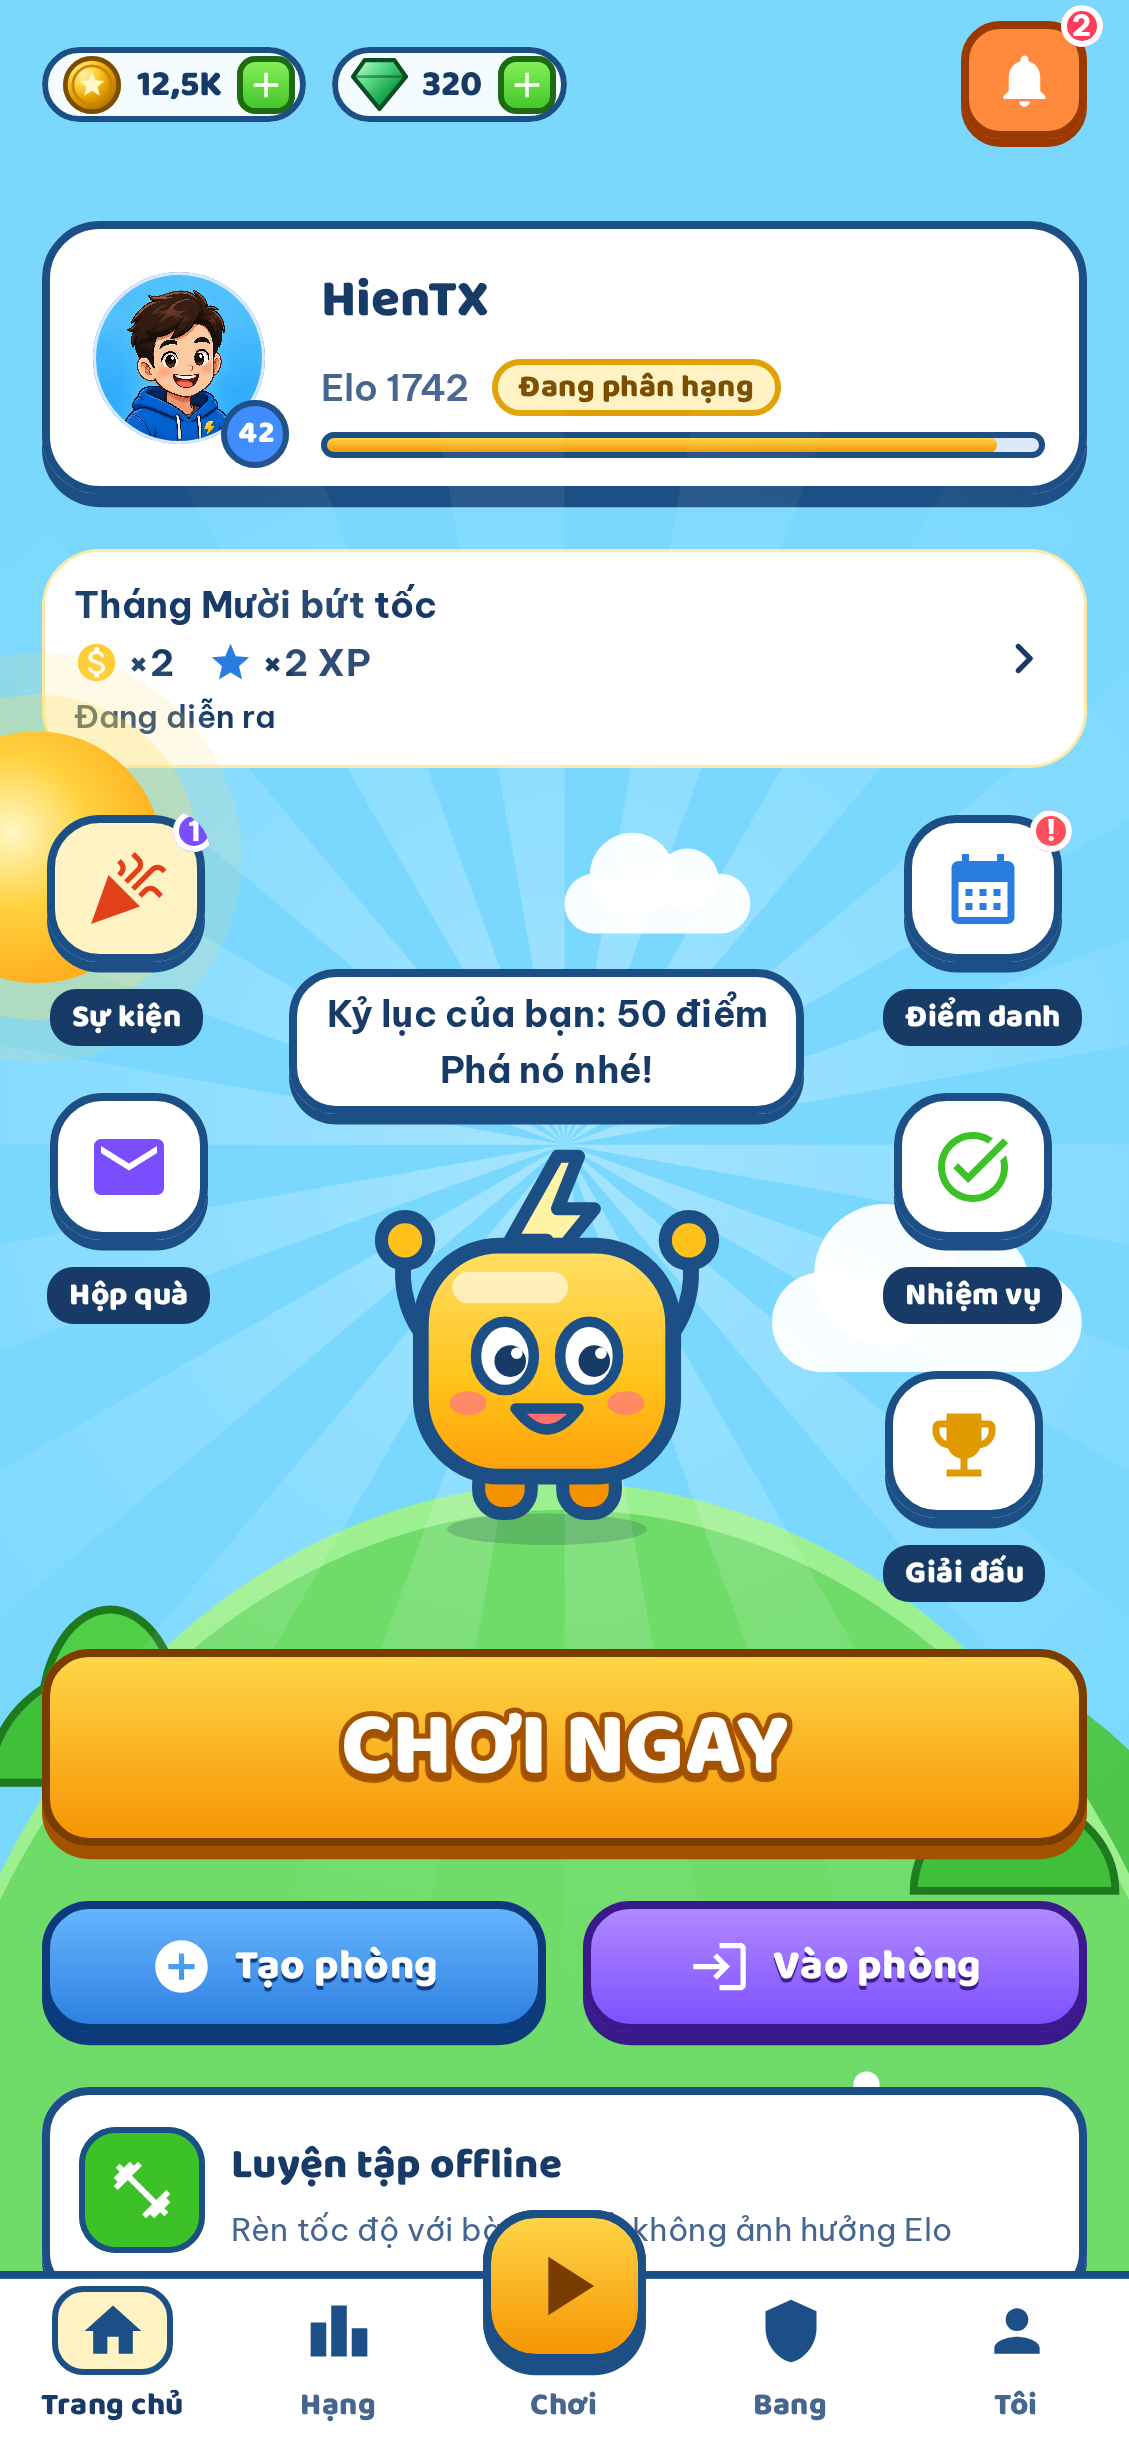 12,5K
320
2
HienTX
Elo 1742
Đang phân hạng
42
Tháng Mười bứt tốc
×2
×2 XP
Đang diễn ra
1
!
Sự kiện
Điểm danh
Kỷ lục của bạn: 50 điểm
Phá nó nhé!
Hộp quà
Nhiệm vụ
Giải đấu
CHƠI NGAY
Tạo phòng
Vào phòng
Luyện tập offline
Rèn tốc độ với
không ảnh hưởng Elo
Trang chủ
Hạng
Chơi
Bang
Tôi